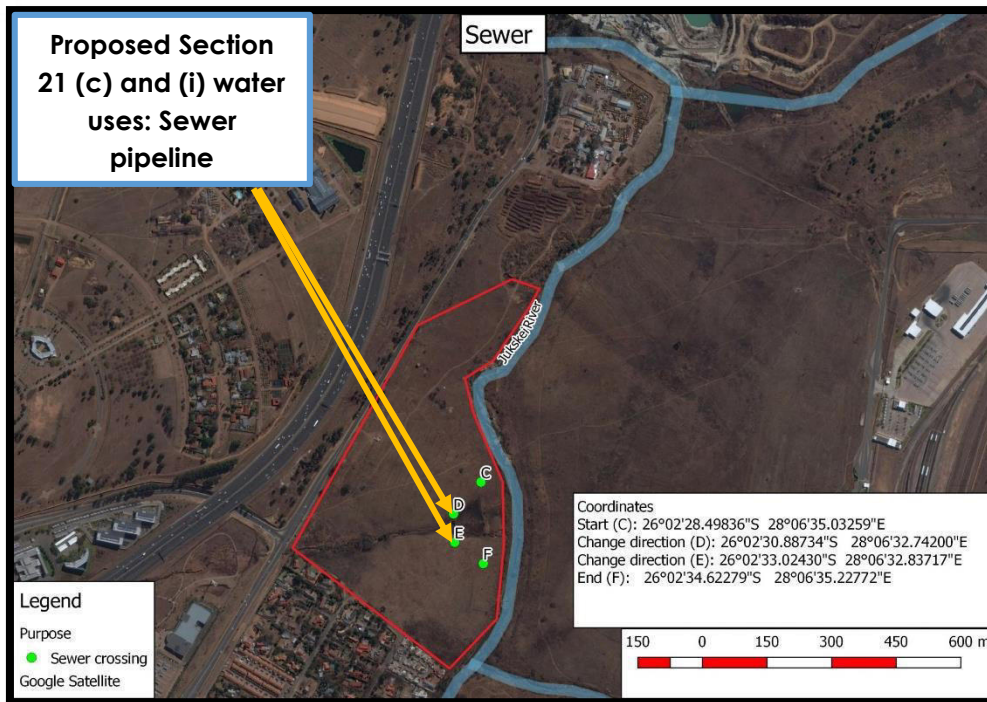 Proposed Section
21 (c) and (i) water
uses: Sewer
pipeline
Sewer
Jukskei River
C
D
E
F
Coordinates
Start (C): 26°02'28.49836"S 28°06'35.03259"E
Change direction (D): 26°02'30.88734"S 28°06'32.74200"E
Change direction (E): 26°02'33.02430"S 28°06'32.83717"E
End (F): 26°02'34.62279"S 28°06'35.22772"E
Legend
Purpose
Sewer crossing
Google Satellite
150 0 150 300 450 600 m